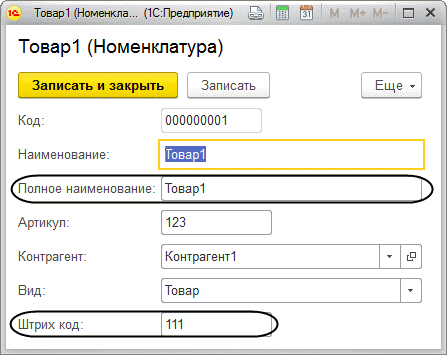 Товар1 (Номенкла... (1С:Предприятие) M M+ M-
Товар1 (Номенклатура)
Записать и закрыть Записать Еще
Код: 000000001
Наименование: Товар1
Полное наименование: Товар1
Артикул: 123
Контрагент: Контрагент1
Вид: Товар
Штрих код: 111